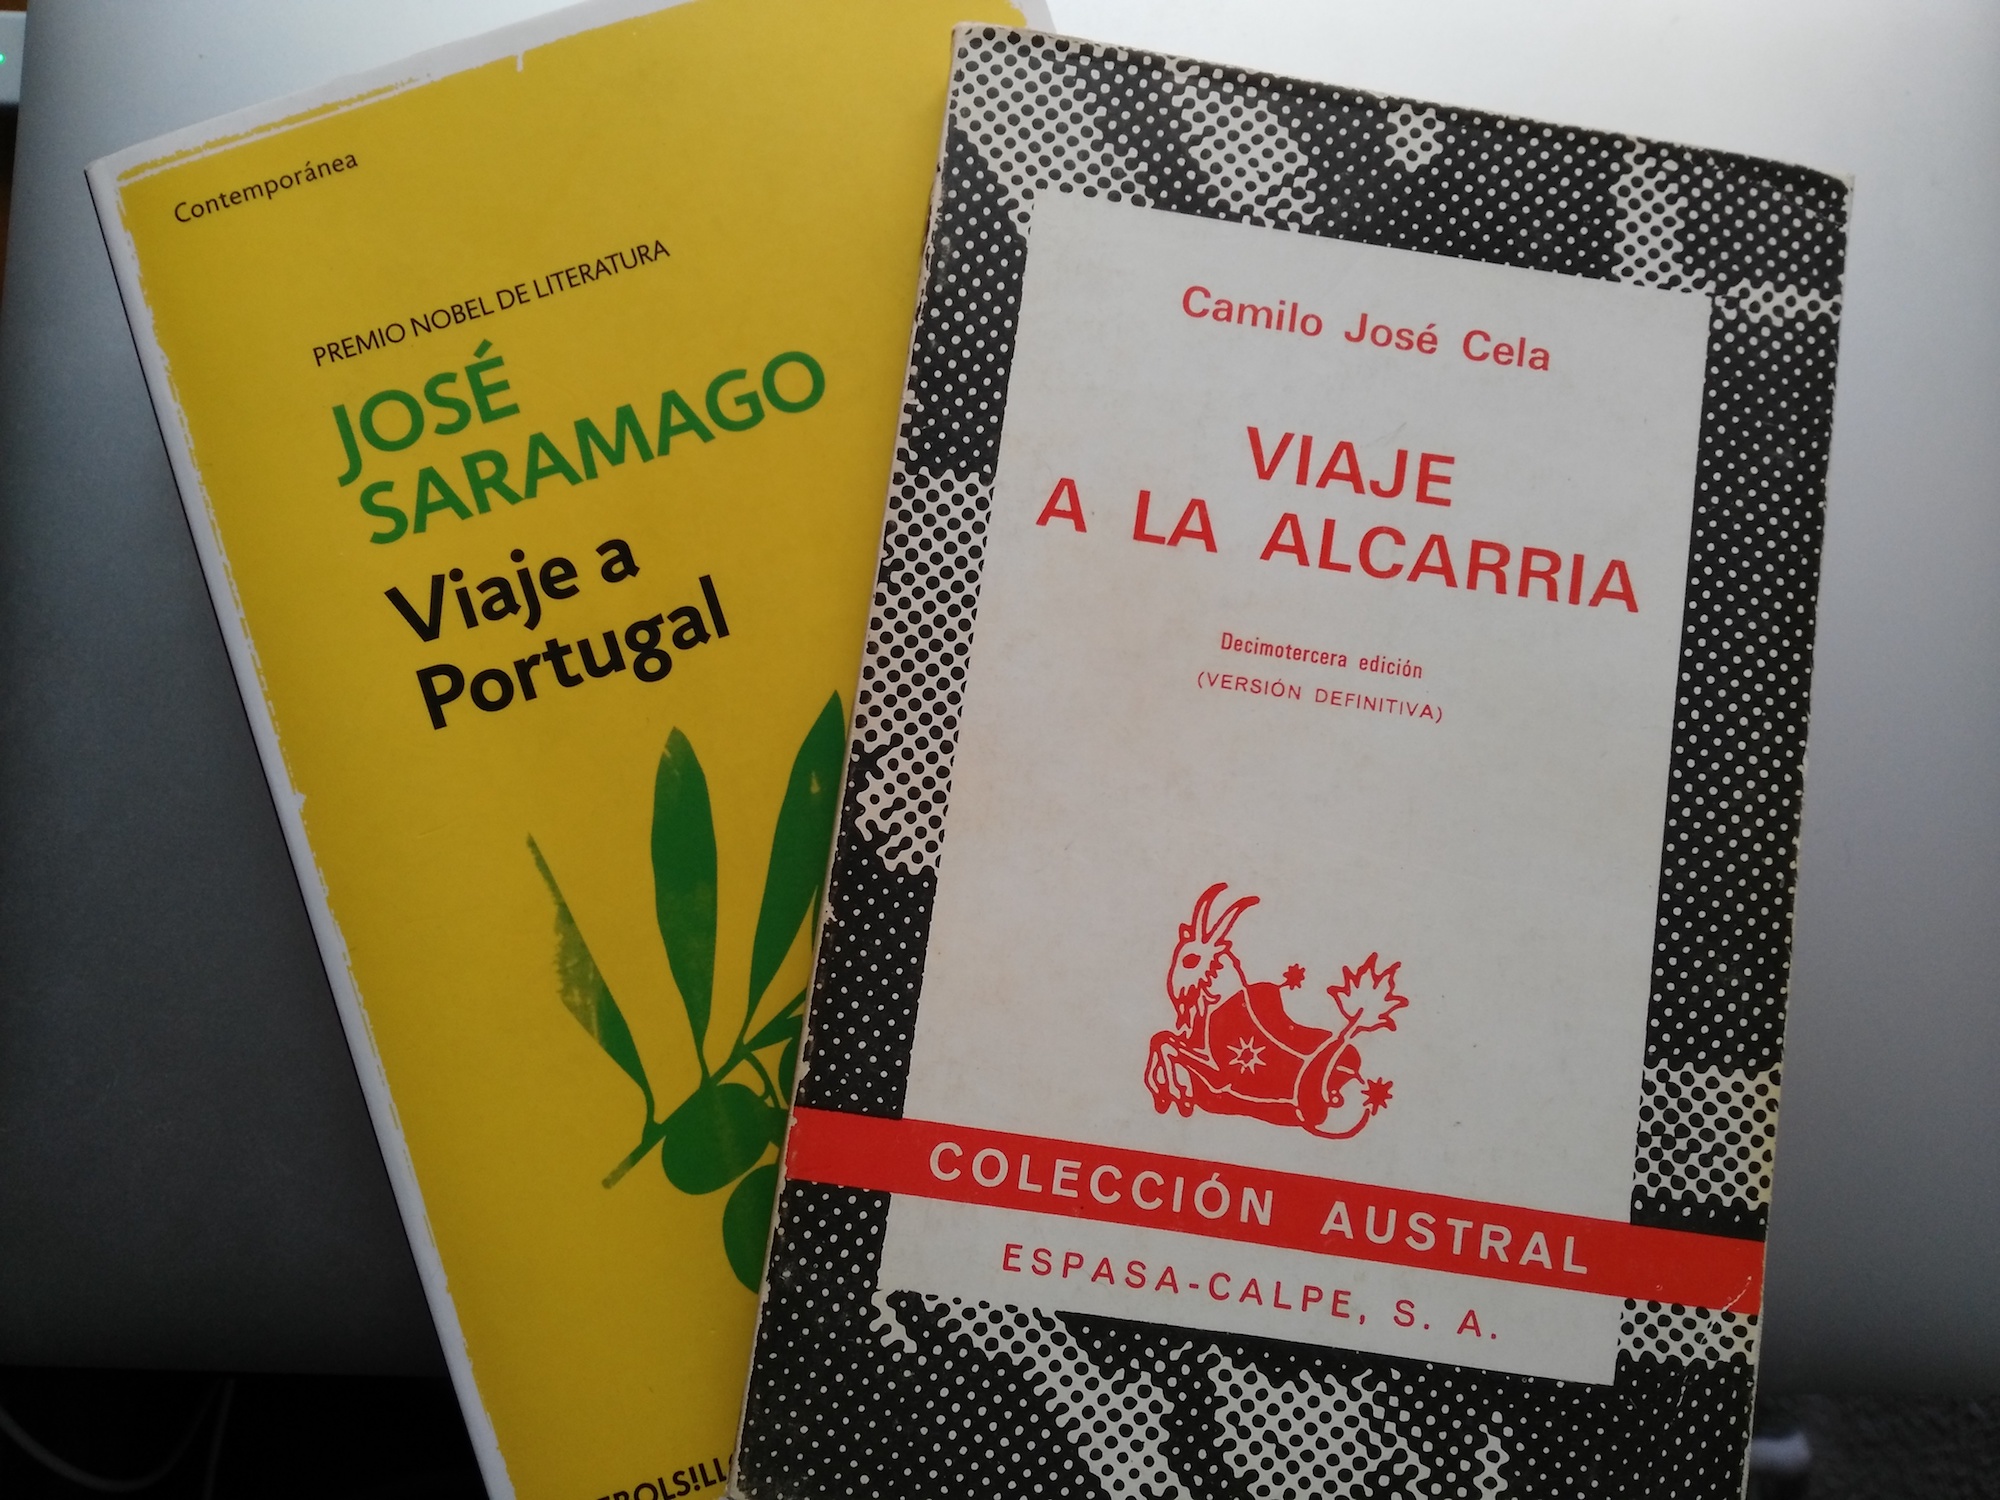 Contemporánea
PREMIO NOBEL DE LITERATURA
JOSÉ
SARAMAGO
Viaje a
Portugal
Camilo José Cela
VIAJE
A LA ALCARRIA
Decimotercera edición
(VERSIÓN DEFINITIVA)
COLECCIÓN AUSTRAL
ESPASA-CALPE, S. A.